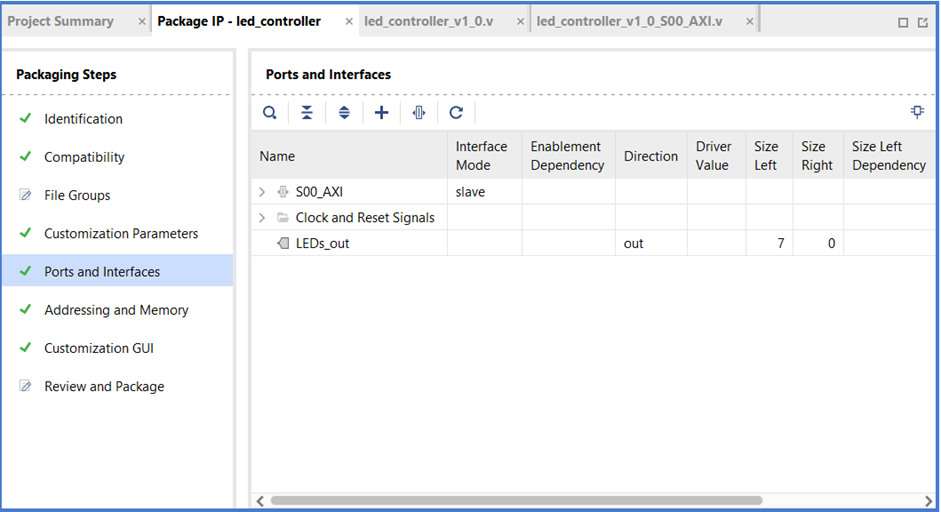 Project Summary × Package IP - led_controller × led_controller_v1_0.v × led_controller_v1_0_S00_AXI.v ×
Packaging Steps
Identification
Compatibility
File Groups
Customization Parameters
Ports and Interfaces
Addressing and Memory
Customization GUI
Review and Package
Ports and Interfaces
Name Interface Mode Enablement Dependency Direction Driver Value Size Left Size Right Size Left Dependency
S00_AXI slave
Clock and Reset Signals
LEDs_out out 7 0